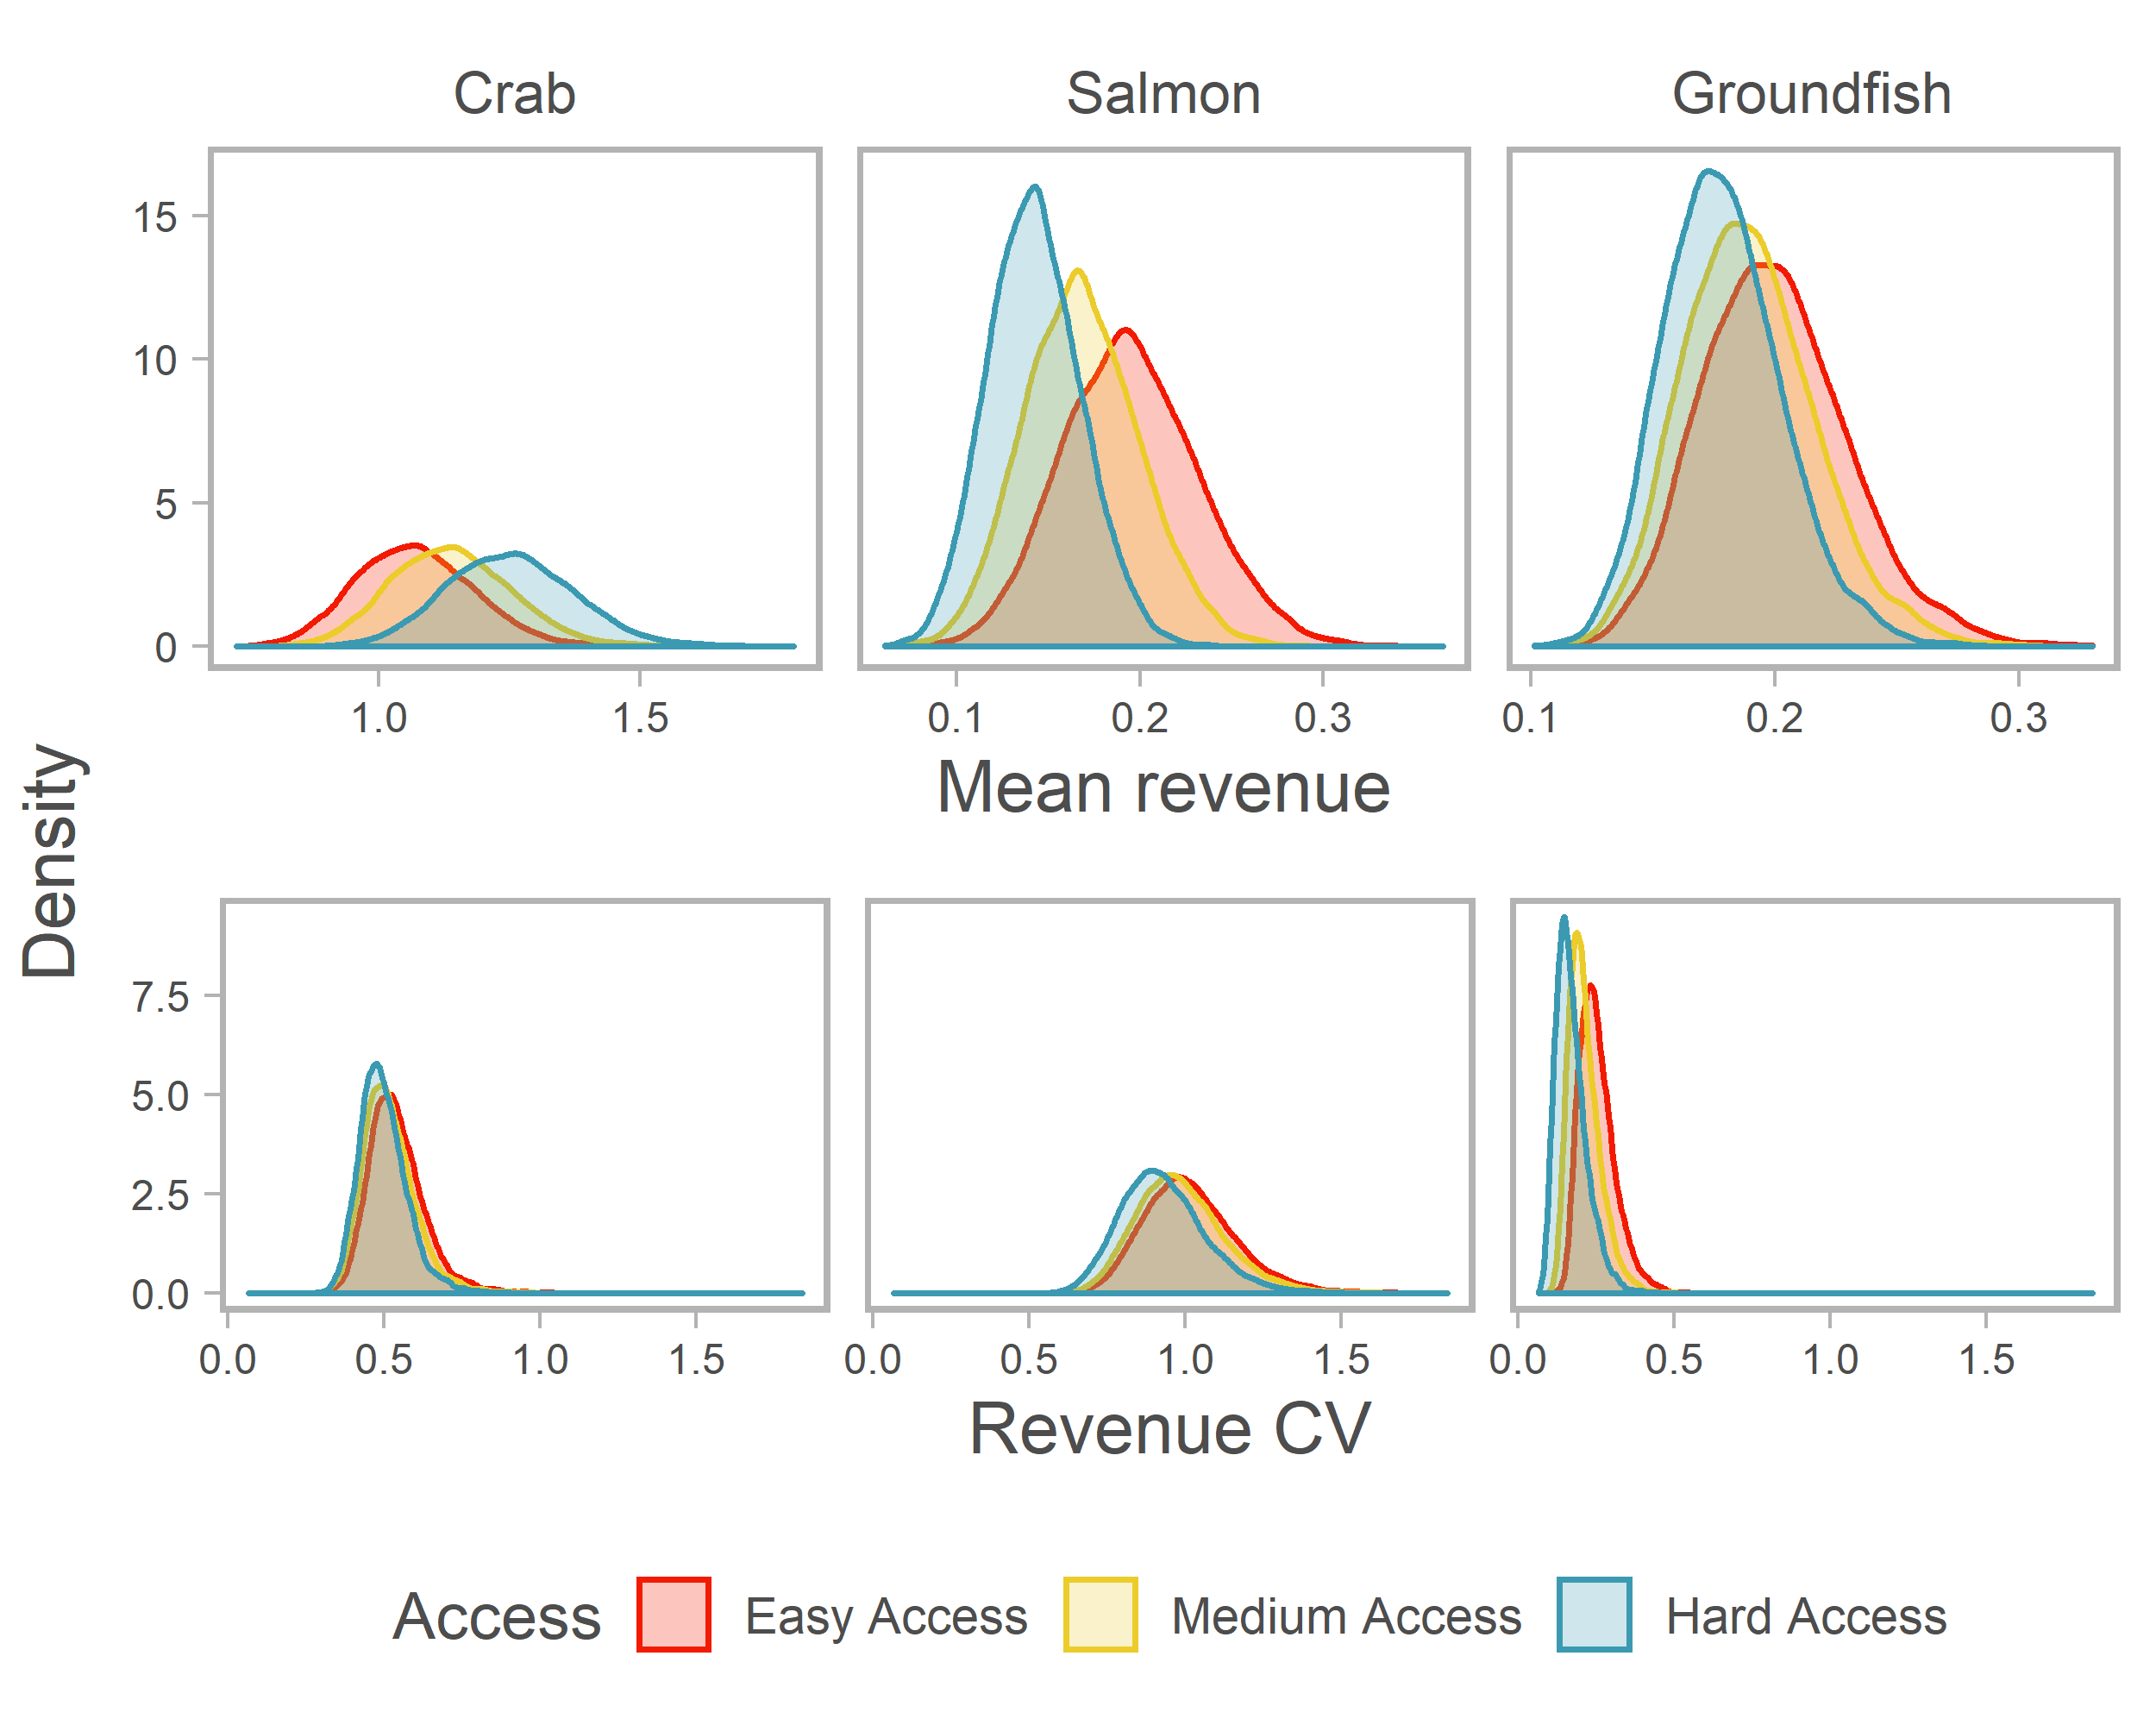 Crab Salmon Groundfish
15
10
5
0
1.0 1.5 0.1 0.2 0.3 0.1 0.2 0.3
Mean revenue
Density
7.5
5.0
2.5
0.0
0.0 0.5 1.0 1.5 0.0 0.5 1.0 1.5 0.0 0.5 1.0 1.5
Revenue CV
Access Easy Access Medium Access Hard Access